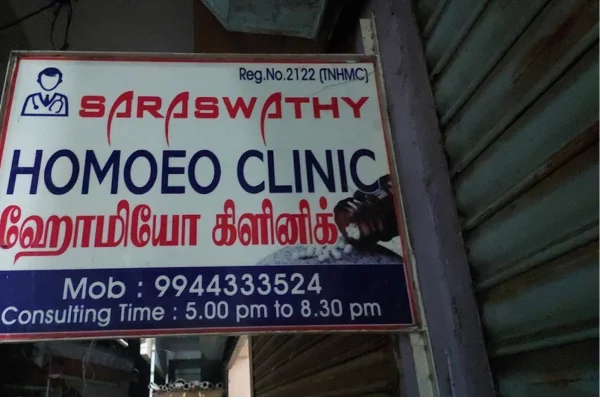 Reg.No.2122 (TNHMC)
SARASWATHY
HOMOEO CLINIC
ஹோமியோ கிளினிக்
Mob : 9944333524
Consulting Time : 5.00 pm to 8.30 pm